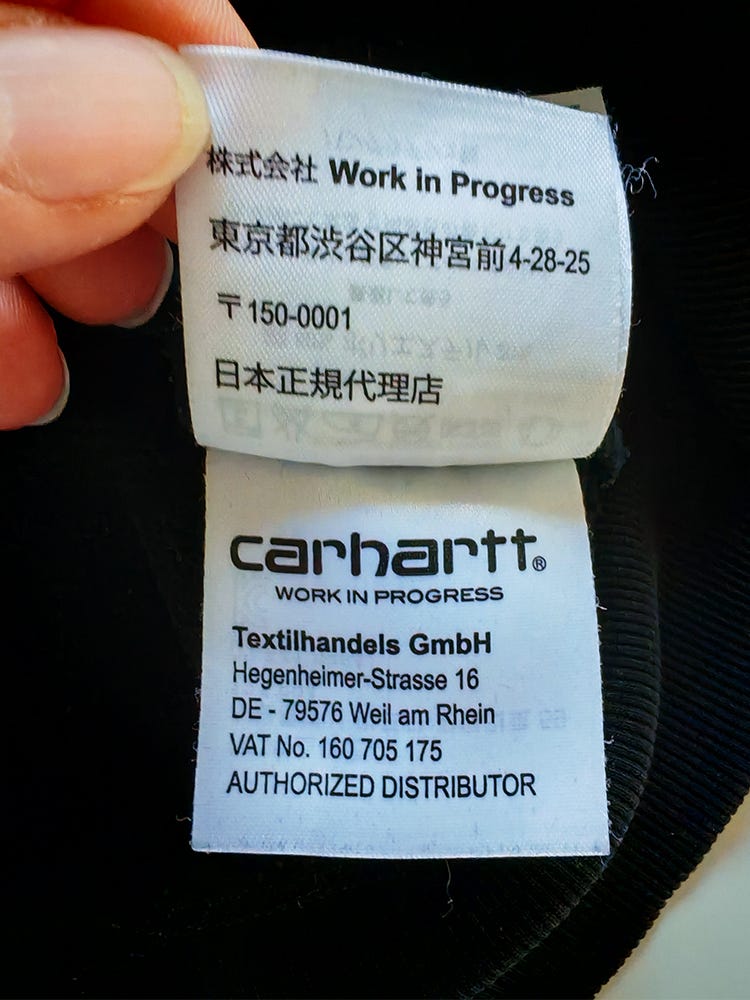 株式会社 Work in Progress
東京都渋谷区神宮前4-28-25
〒150-0001
日本正規代理店
carhartt®
WORK IN PROGRESS
Textilhandels GmbH
Hegenheimer-Strasse 16
DE - 79576 Weil am Rhein
VAT No. 160 705 175
AUTHORIZED DISTRIBUTOR